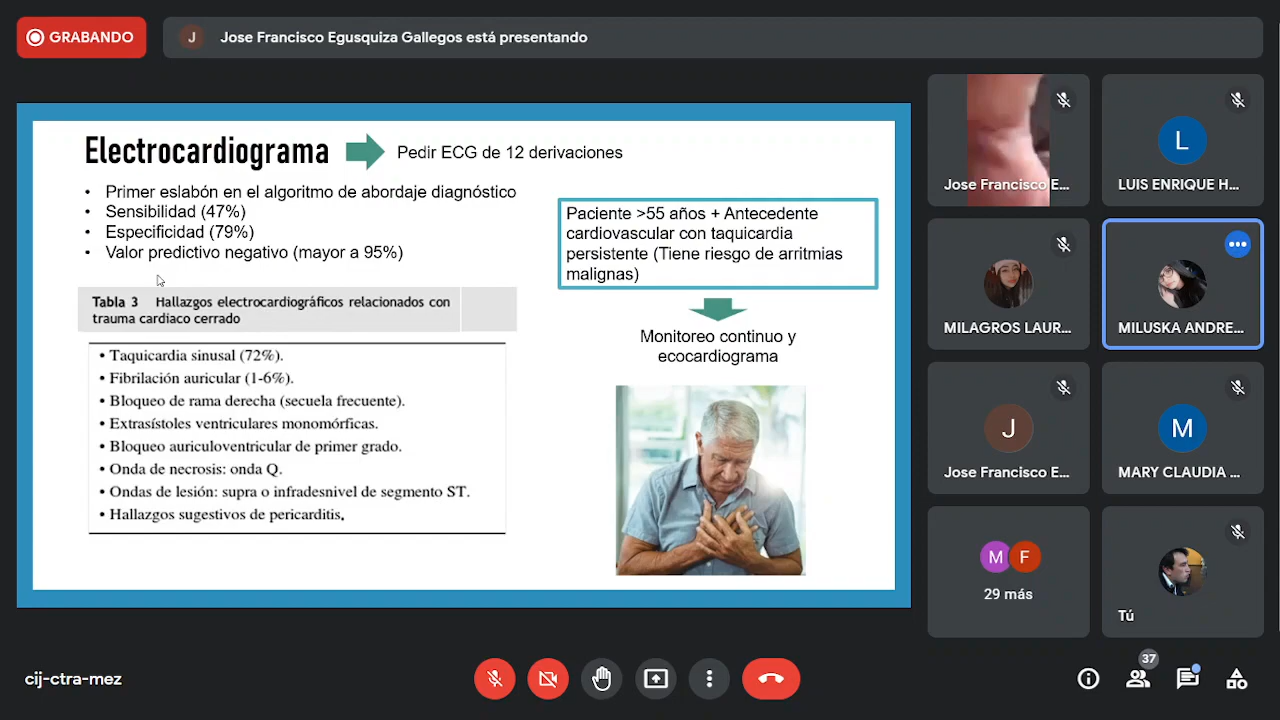 GRABANDO
J
Jose Francisco Egusquiza Gallegos está presentando
Electrocardiograma
Pedir ECG de 12 derivaciones
• Primer eslabón en el algoritmo de abordaje diagnóstico
• Sensibilidad (47%)
• Especificidad (79%)
• Valor predictivo negativo (mayor a 95%)
Tabla 3 Hallazgos electrocardiográficos relacionados con
trauma cardiaco cerrado
• Taquicardia sinusal (72%).
• Fibrilación auricular (1-6%).
• Bloqueo de rama derecha (secuela frecuente).
• Extrasístoles ventriculares monomórficas.
• Bloqueo auriculoventricular de primer grado.
• Onda de necrosis: onda Q.
• Ondas de lesión: supra o infradesnivel de segmento ST.
• Hallazgos sugestivos de pericarditis.
Paciente >55 años + Antecedente
cardiovascular con taquicardia
persistente (Tiene riesgo de arritmias
malignas)
Monitoreo continuo y
ecocardiograma
Jose Francisco E...
L
LUIS ENRIQUE H...
MILAGROS LAUR...
MILUSKA ANDRE...
J
Jose Francisco E...
M
MARY CLAUDIA ...
M F
29 más
Tú
cij-ctra-mez
37